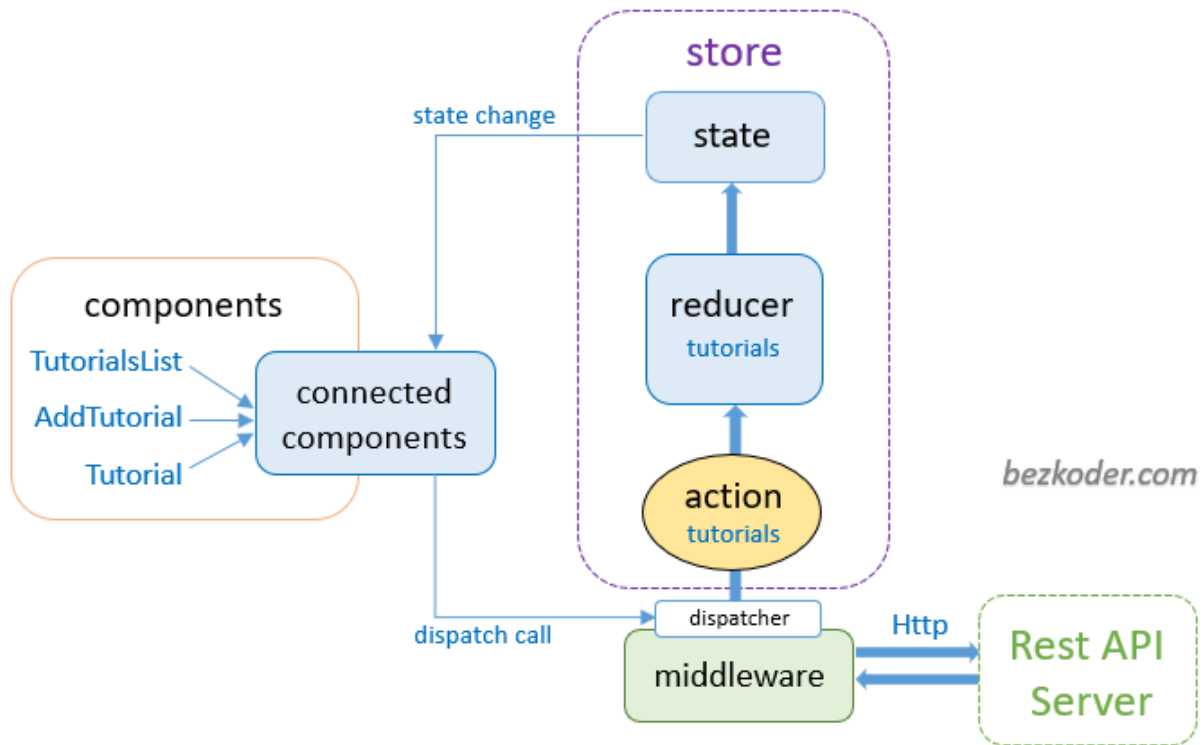 store
state change
state
components
reducer
tutorials
TutorialsList
AddTutorial
Tutorial
connected
components
action
tutorials
bezkoder.com
dispatch call
dispatcher
middleware
Http
Rest API
Server